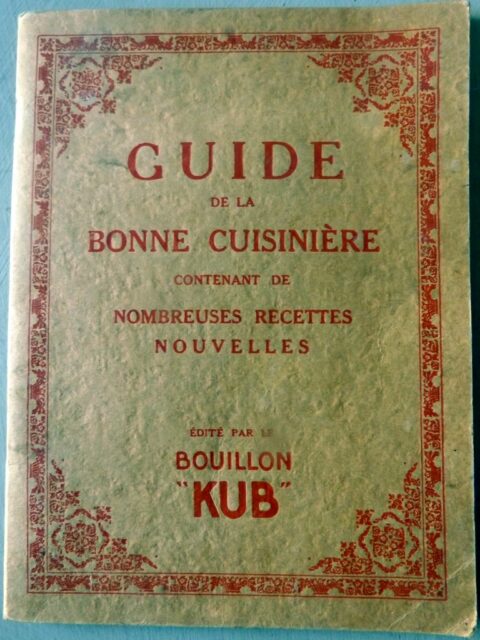 GUIDE
DE LA
BONNE CUISINIÈRE
CONTENANT DE
NOMBREUSES RECETTES
NOUVELLES
ÉDITÉ PAR LE
BOUILLON
"KUB"